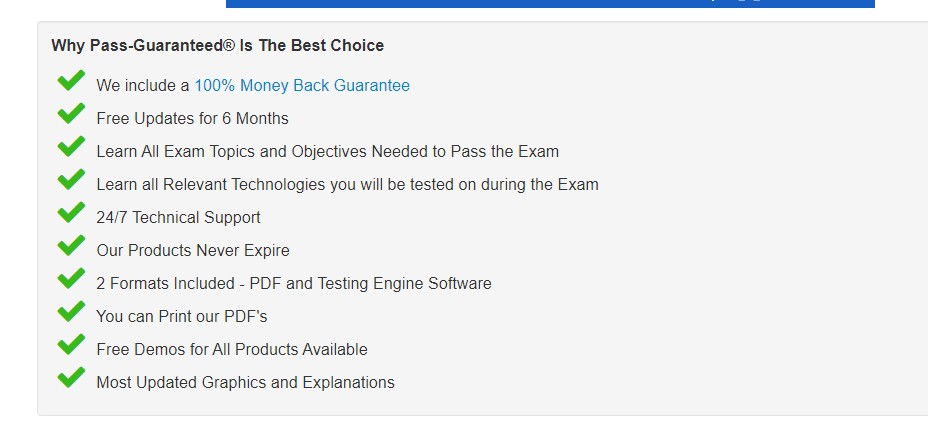 Why Pass-Guaranteed® Is The Best Choice
We include a 100% Money Back Guarantee
Free Updates for 6 Months
Learn All Exam Topics and Objectives Needed to Pass the Exam
Learn all Relevant Technologies you will be tested on during the Exam
24/7 Technical Support
Our Products Never Expire
2 Formats Included - PDF and Testing Engine Software
You can Print our PDF's
Free Demos for All Products Available
Most Updated Graphics and Explanations